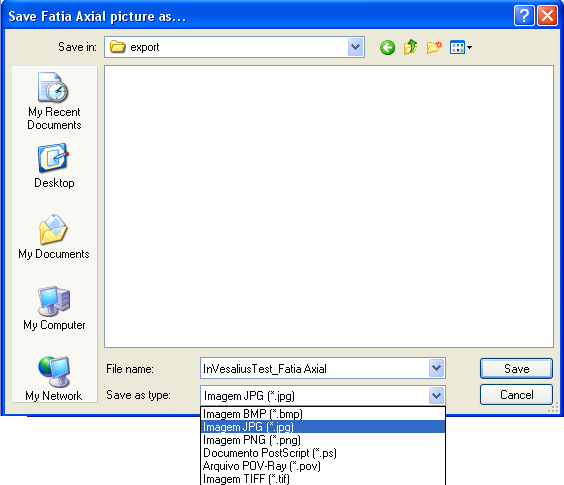 Save Fatia Axial picture as...
Save in:
export
My Recent
Documents
Desktop
My Documents
My Computer
My Network
File name:
InVesaliusTest_Fatia Axial
Save
Save as type:
Imagem JPG (*.jpg)
Cancel
Imagem BMP (*.bmp)
Imagem JPG (*.jpg)
Imagem PNG (*.png)
Documento PostScript (*.ps)
Arquivo POV-Ray (*.pov)
Imagem TIFF (*.tif)